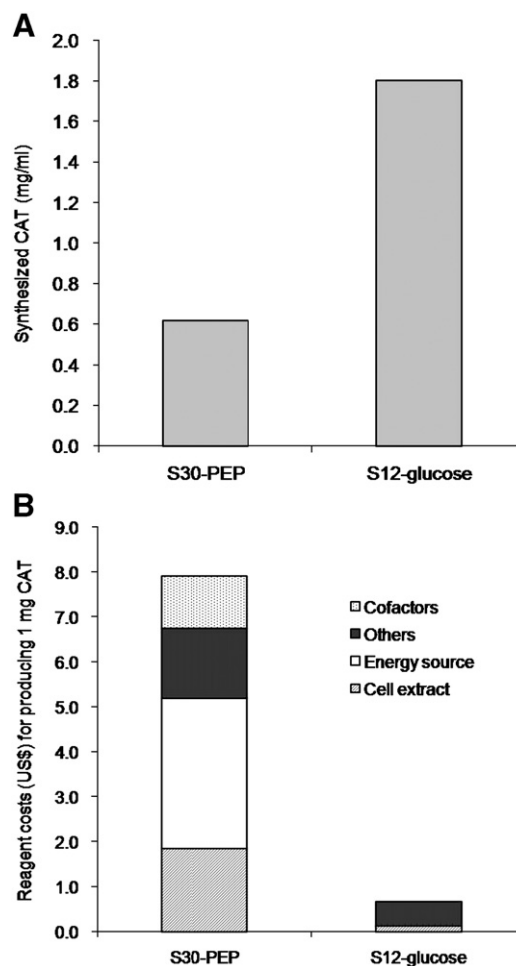 A
Synthesized CAT (mg/ml)
2.0
1.8
1.6
1.4
1.2
1.0
0.8
0.6
0.4
0.2
0.0
S30-PEP
S12-glucose
B
Reagent costs (US$) for producing 1 mg CAT
9.0
8.0
7.0
6.0
5.0
4.0
3.0
2.0
1.0
0.0
Cofactors
Others
Energy source
Cell extract
S30-PEP
S12-glucose